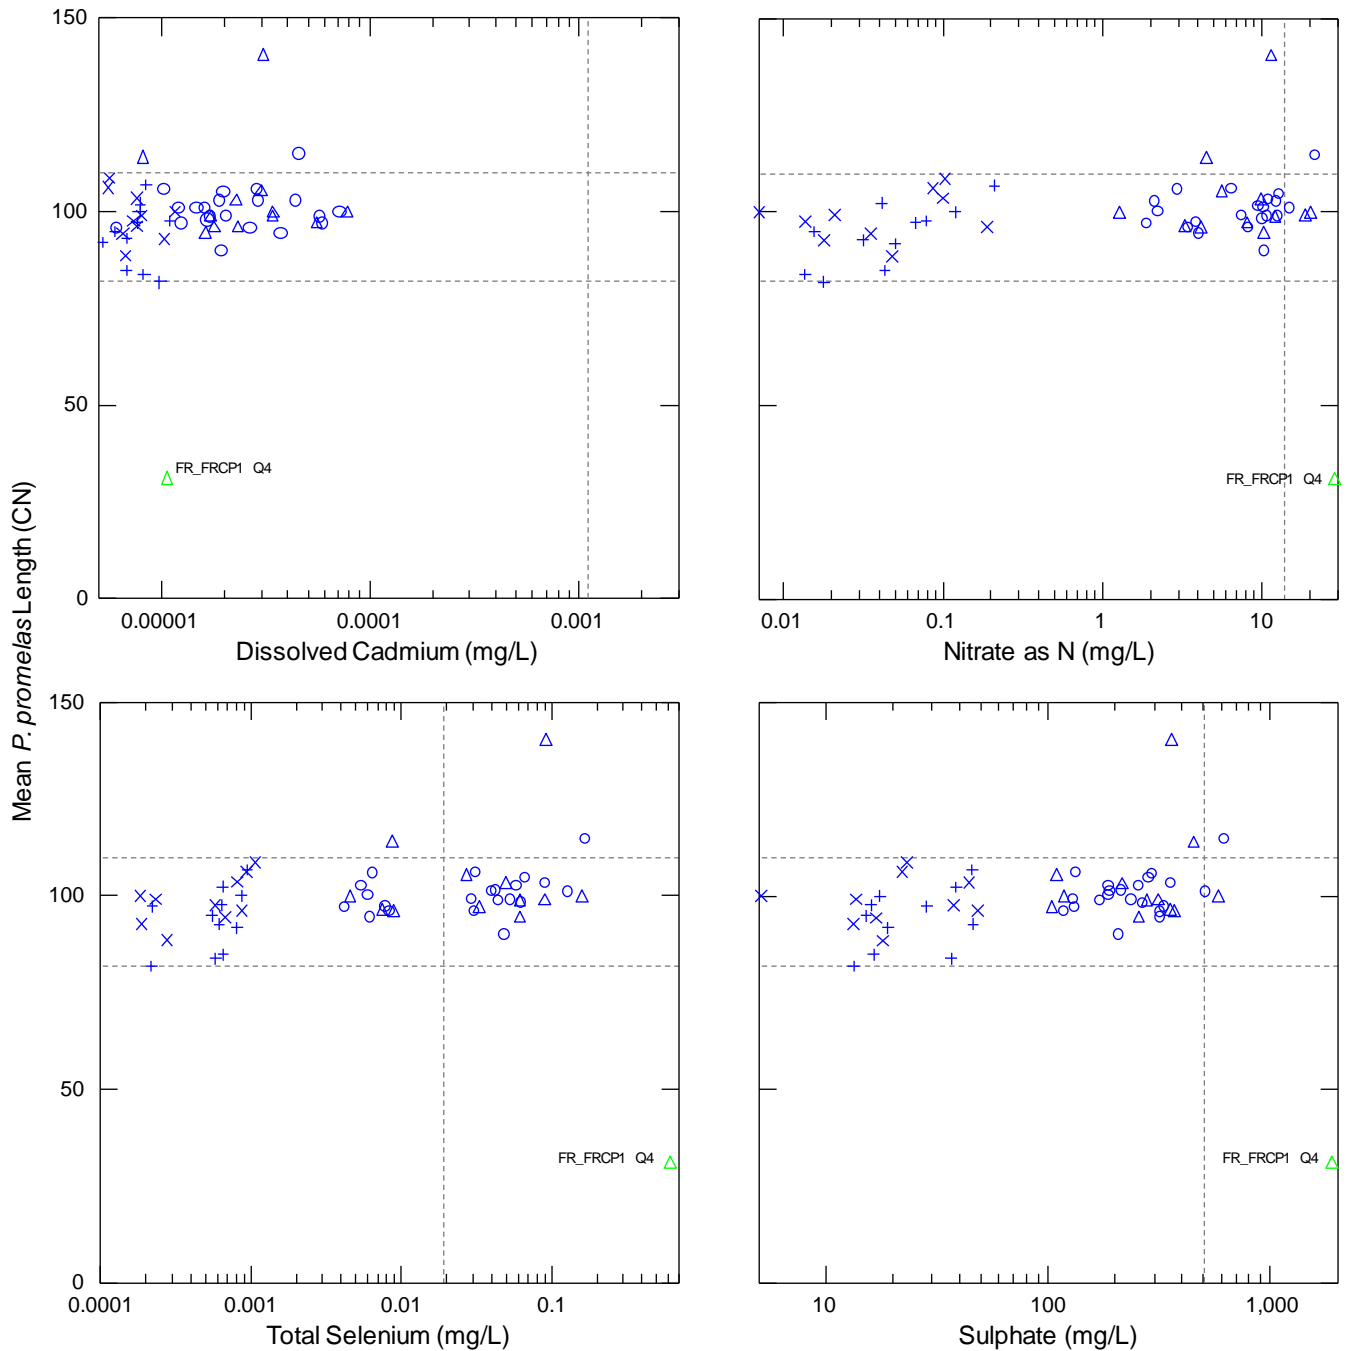 150
100
50
0
FR_FRCP1 Q4
0.00001 0.0001 0.001
Dissolved Cadmium (mg/L)
FR_FRCP1 Q4
0.01 0.1 1 10
Nitrate as N (mg/L)
Mean P. promelas Length (CN)
150
100
50
0
FR_FRCP1 Q4
0.0001 0.001 0.01 0.1
Total Selenium (mg/L)
FR_FRCP1 Q4
10 100 1,000
Sulphate (mg/L)